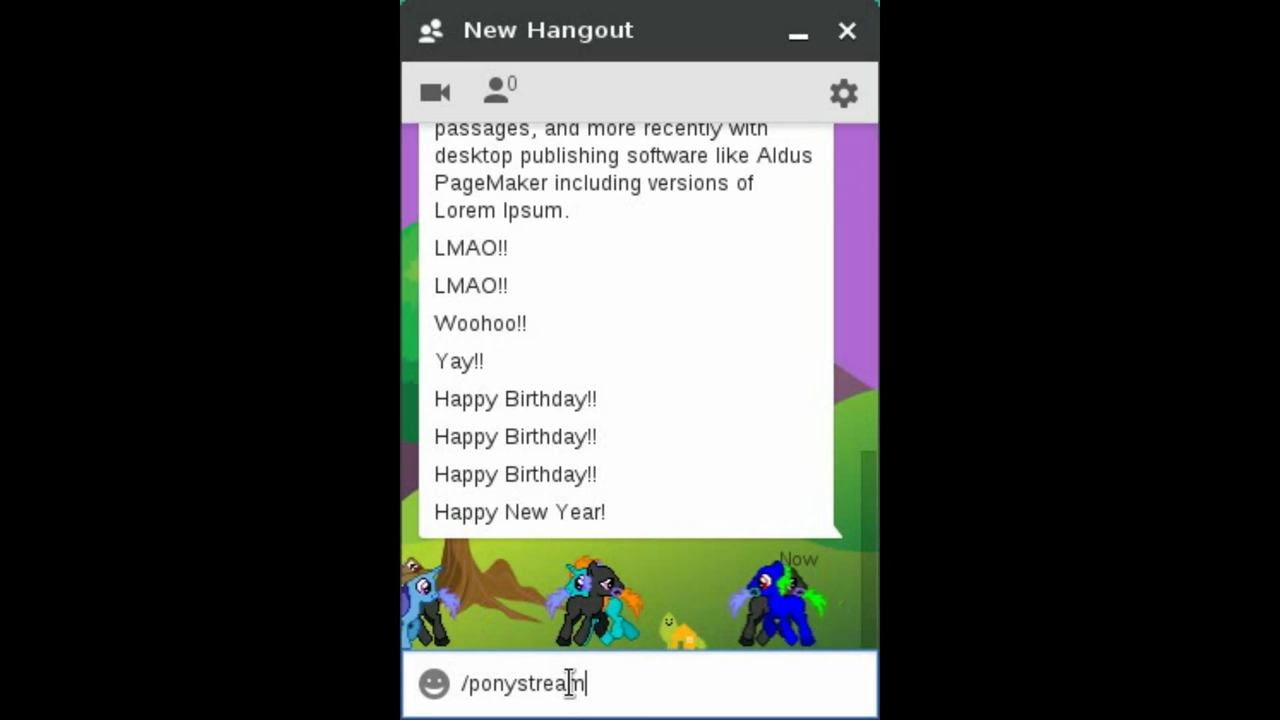 New Hangout
0
passages, and more recently with
desktop publishing software like Aldus
PageMaker including versions of
Lorem Ipsum.
LMAO!!
LMAO!!
Woohoo!!
Yay!!
Happy Birthday!!
Happy Birthday!!
Happy Birthday!!
Happy New Year!
Now
/ponystream